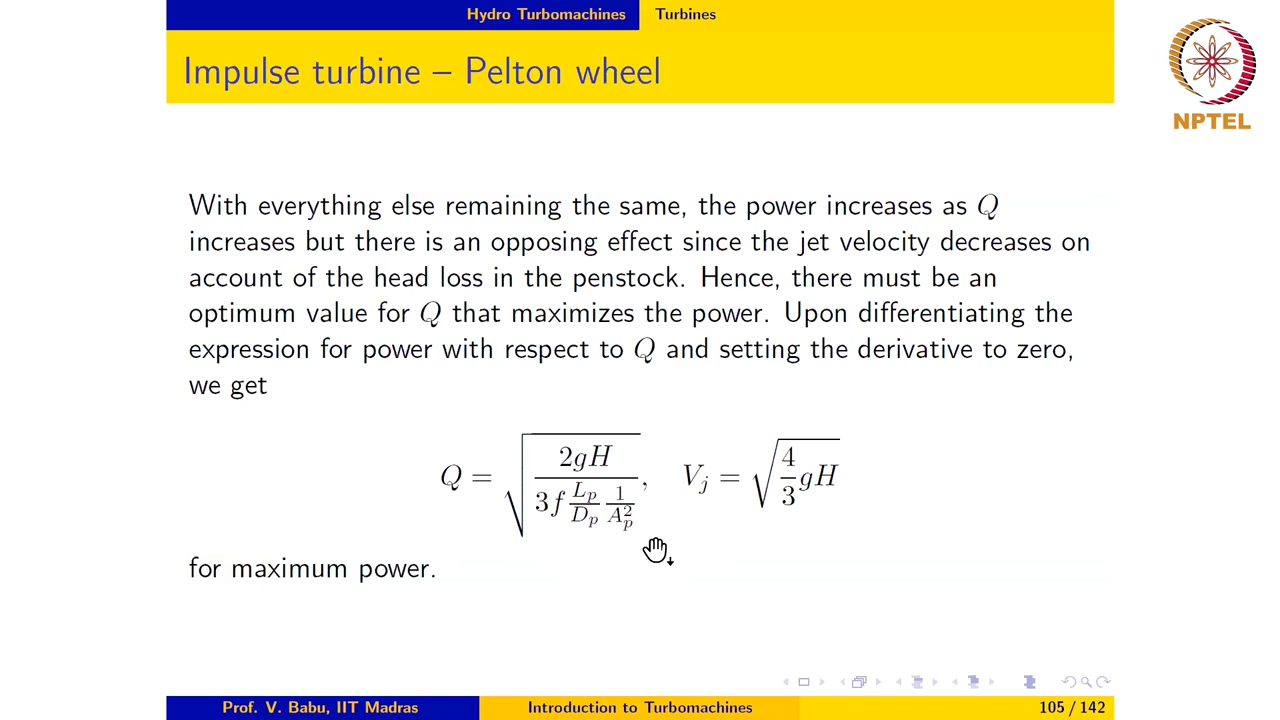 Hydro Turbomachines Turbines
Impulse turbine – Pelton wheel
NPTEL
With everything else remaining the same, the power increases as Q
increases but there is an opposing effect since the jet velocity decreases on
account of the head loss in the penstock. Hence, there must be an
optimum value for Q that maximizes the power. Upon differentiating the
expression for power with respect to Q and setting the derivative to zero,
we get
Q = √(2gH / (3f (L_p/D_p) (1/A_p²))), V_j = √(4/3 gH)
for maximum power.
Prof. V. Babu, IIT Madras Introduction to Turbomachines 105 / 142